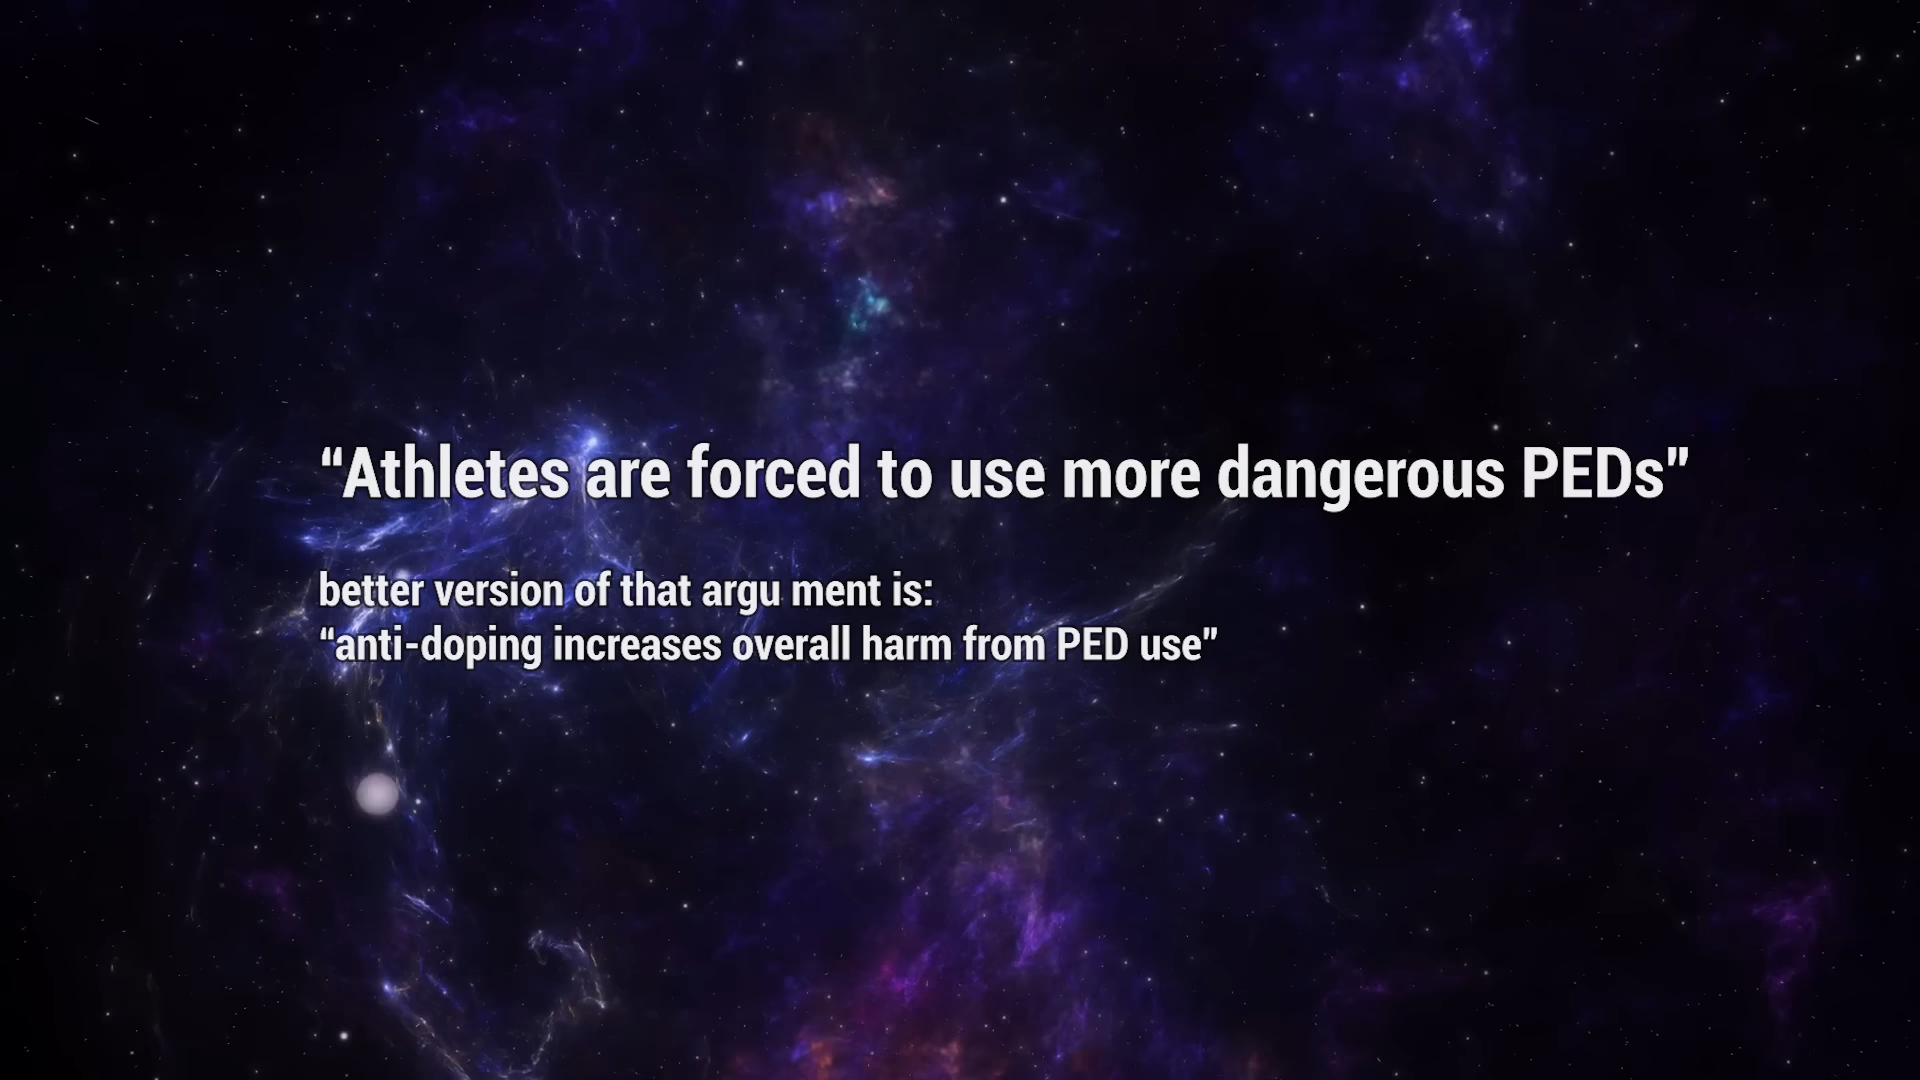 “Athletes are forced to use more dangerous PEDs”
better version of that argu ment is:
“anti-doping increases overall harm from PED use”